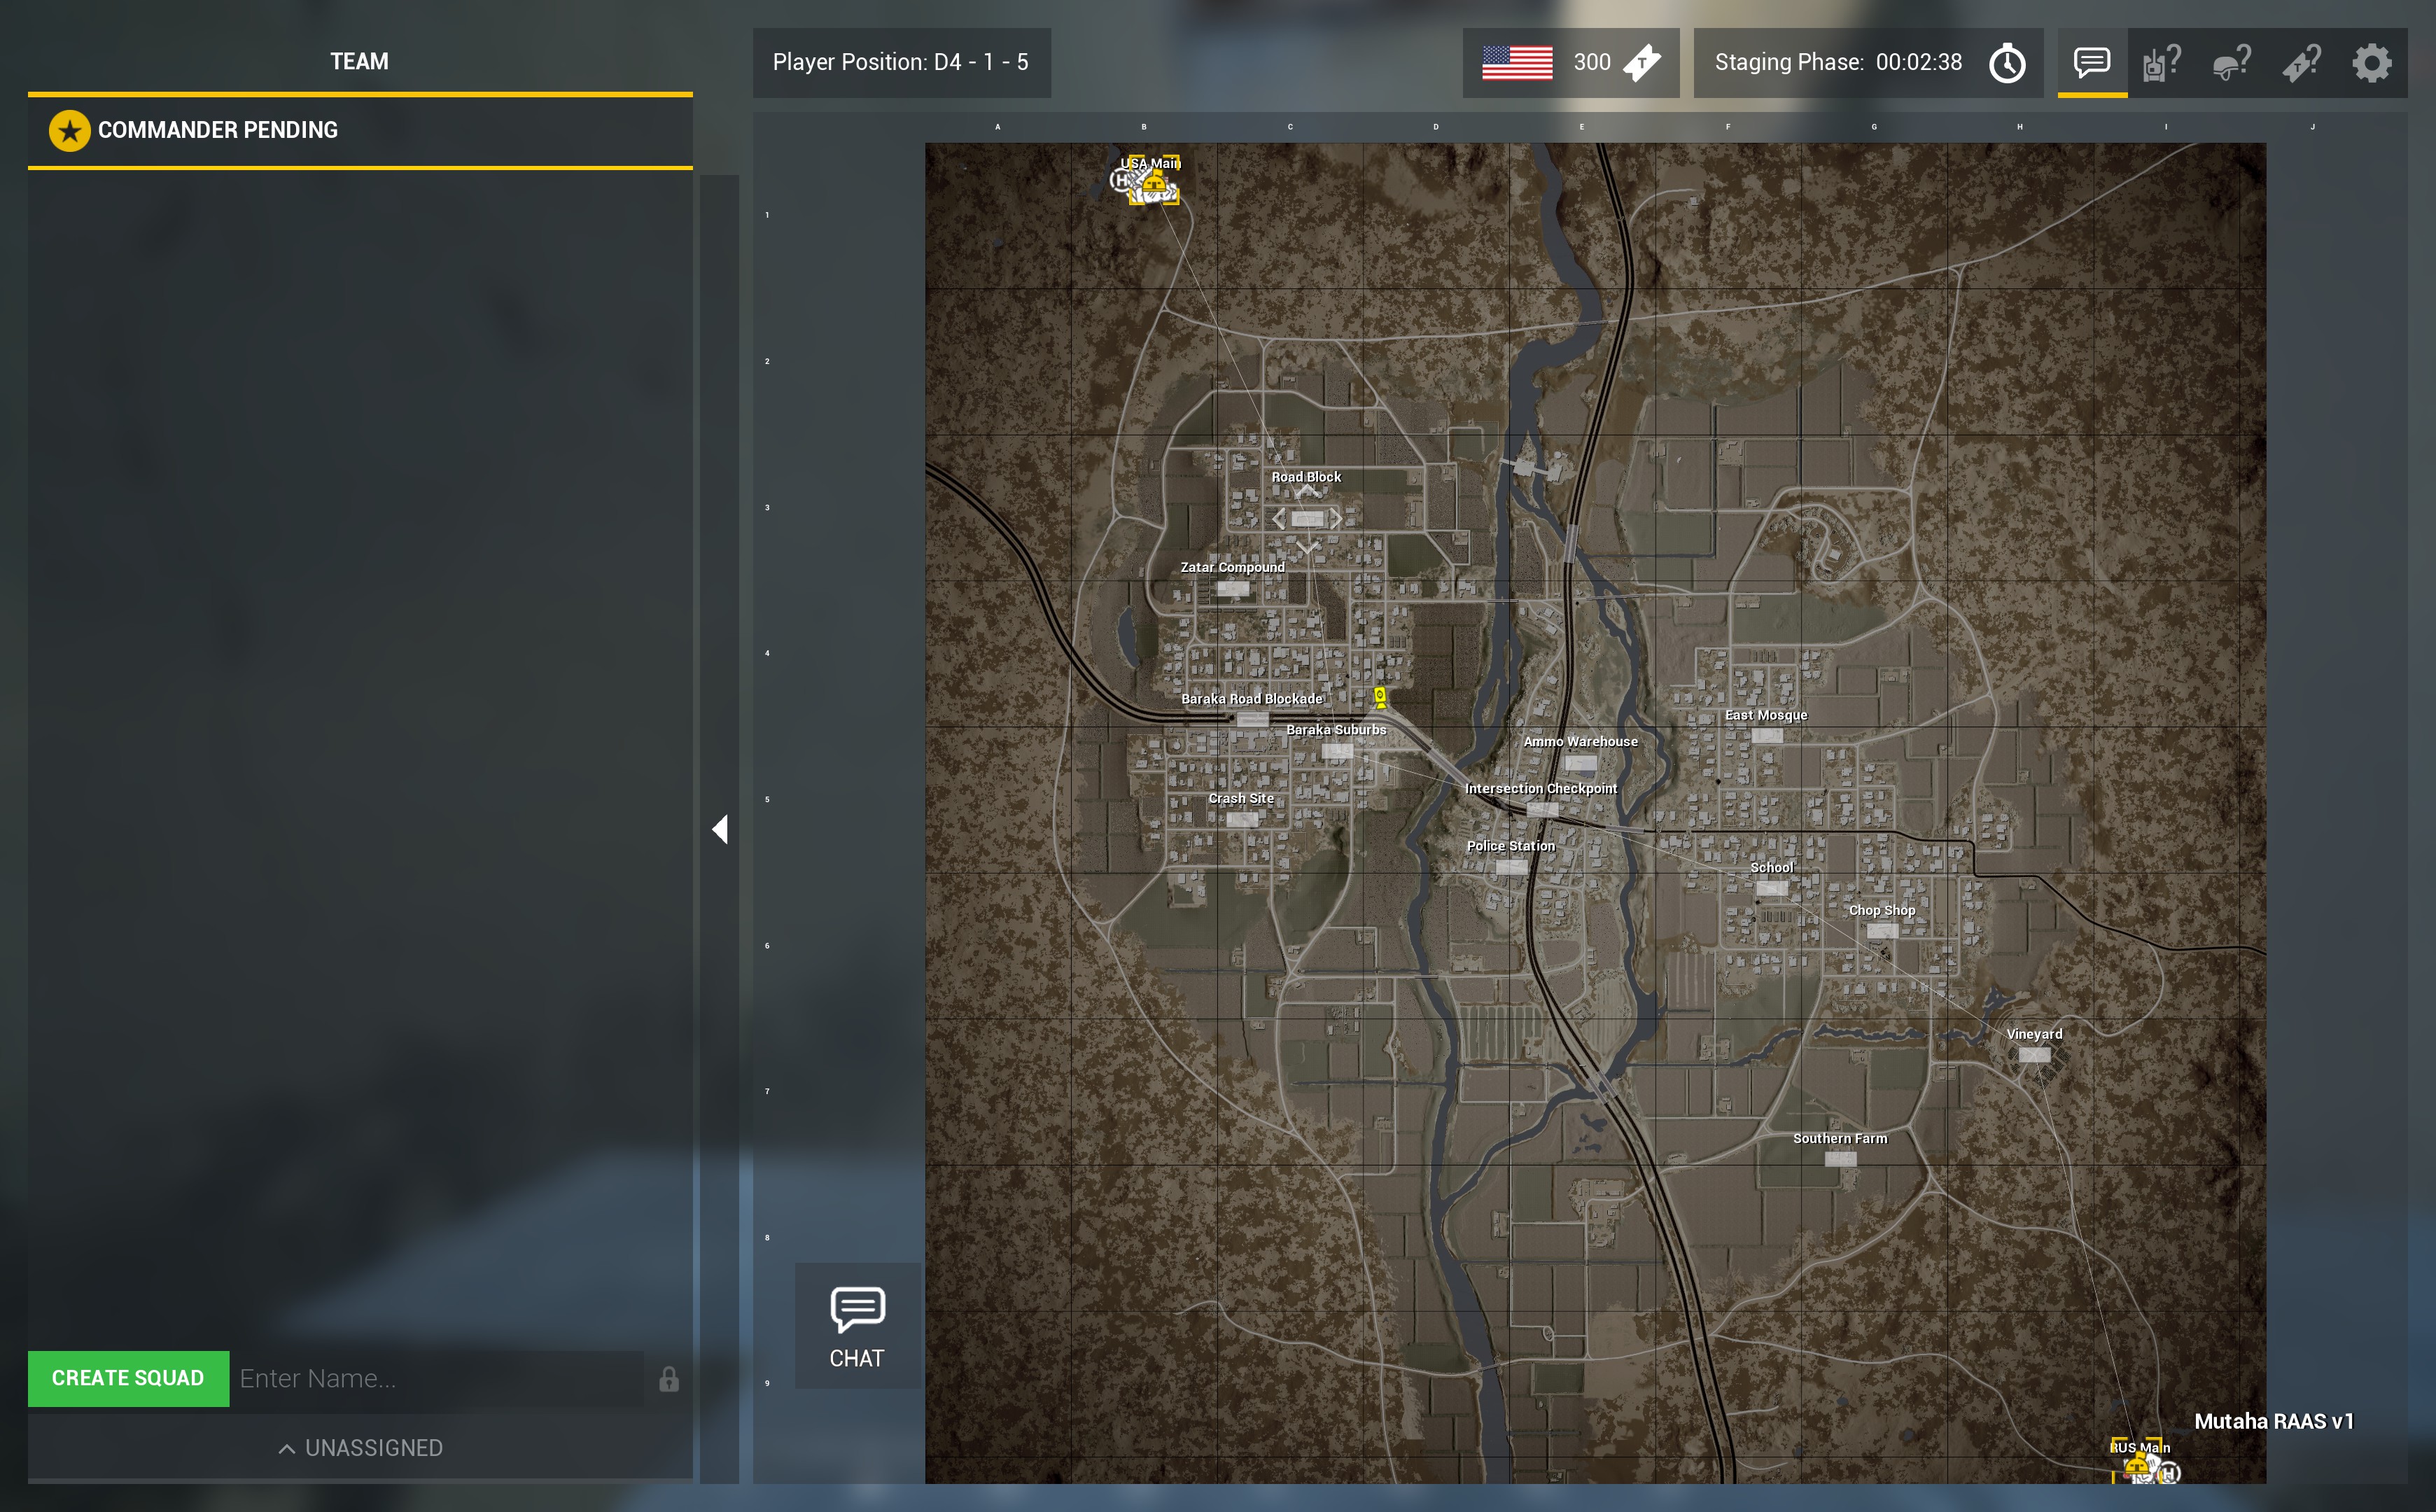 TEAM
Player Position: D4 - 1 - 5
300
T
Staging Phase: 00:02:38
?
?
T
?
COMMANDER PENDING
A B C D E F G H I J
USA Main
H
T
1
2
Road Block
3
Zatar Compound
4
Baraka Road Blockade
East Mosque
Baraka Suburbs
Ammo Warehouse
Intersection Checkpoint
Crash Site
5
Police Station
School
Chop Shop
6
Vineyard
7
Southern Farm
8
CHAT
CREATE SQUAD Enter Name...
9
Mutaha RAAS v1
UNASSIGNED
RUS Main
T
H